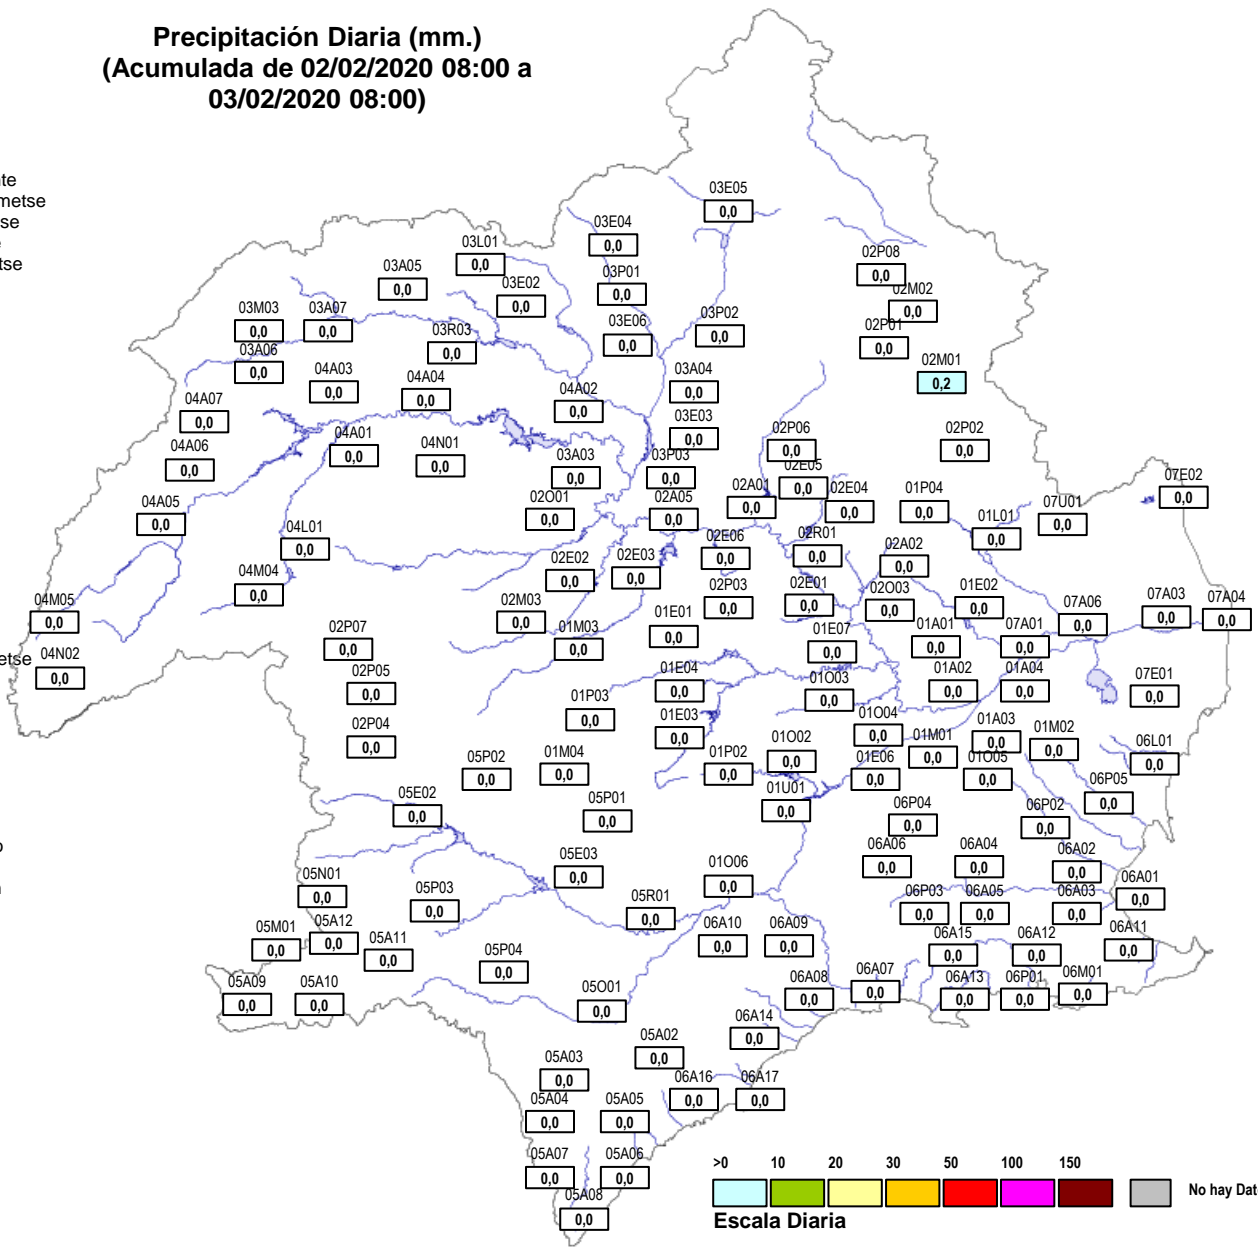 Precipitación Diaria (mm.)
(Acumulada de 02/02/2020 08:00 a
03/02/2020 08:00)
te
metse
se
tse
03E05
0,0
03E04
0,0
03L01
0,0
02P08
0,0
03A05
0,0
03P01
0,0
03E02
0,0
02M02
0,0
03M03
0,0
03A07
0,0
03P02
0,0
03E06
0,0
03R03
0,0
02P01
0,0
03A06
0,0
02M01
0,2
04A03
0,0
04A04
0,0
03A04
0,0
04A02
0,0
04A07
0,0
03E03
0,0
04A01
0,0
04A06
0,0
04N01
0,0
02P06
0,0
02P02
0,0
03A03
0,0
03P03
0,0
02E05
0,0
07E02
0,0
04A05
0,0
02O01
0,0
02A05
0,0
02A01
0,0
02E04
0,0
01P04
0,0
07U01
0,0
01L01
0,0
04L01
0,0
02E06
0,0
02R01
0,0
02A02
0,0
02E02
0,0
02E03
0,0
04M04
0,0
04M05
0,0
02M03
0,0
02P03
0,0
02E01
0,0
02O03
0,0
01E02
0,0
07A06
0,0
07A03
0,0
07A04
0,0
01E01
0,0
02P07
0,0
01M03
0,0
01E07
0,0
01A01
0,0
07A01
0,0
etse
04N02
0,0
02P05
0,0
01E04
0,0
01O03
0,0
01A02
0,0
01A04
0,0
07E01
0,0
01P03
0,0
02P04
0,0
01E03
0,0
01O04
0,0
01A03
0,0
01M02
0,0
01O02
0,0
01M01
0,0
06L01
0,0
05P02
0,0
01M04
0,0
01P02
0,0
01E06
0,0
01O05
0,0
05E02
0,0
05P01
0,0
01U01
0,0
06P05
0,0
06P04
0,0
06P02
0,0
o
05E03
0,0
01O06
0,0
06A06
0,0
06A04
0,0
06A02
0,0
05N01
0,0
05P03
0,0
05R01
0,0
06P03
0,0
06A05
0,0
06A03
0,0
06A01
0,0
05M01
0,0
05A12
0,0
05A11
0,0
06A10
0,0
06A09
0,0
06A15
0,0
06A12
0,0
06A11
0,0
05P04
0,0
05A09
0,0
05A10
0,0
05O01
0,0
06A08
0,0
06A07
0,0
06A13
0,0
06P01
0,0
06M01
0,0
06A14
0,0
05A02
0,0
05A03
0,0
06A16
0,0
06A17
0,0
05A04
0,0
05A05
0,0
05A07
0,0
05A06
0,0
05A08
0,0
>0 10 20 30 50 100 150
No hay Dat
Escala Diaria